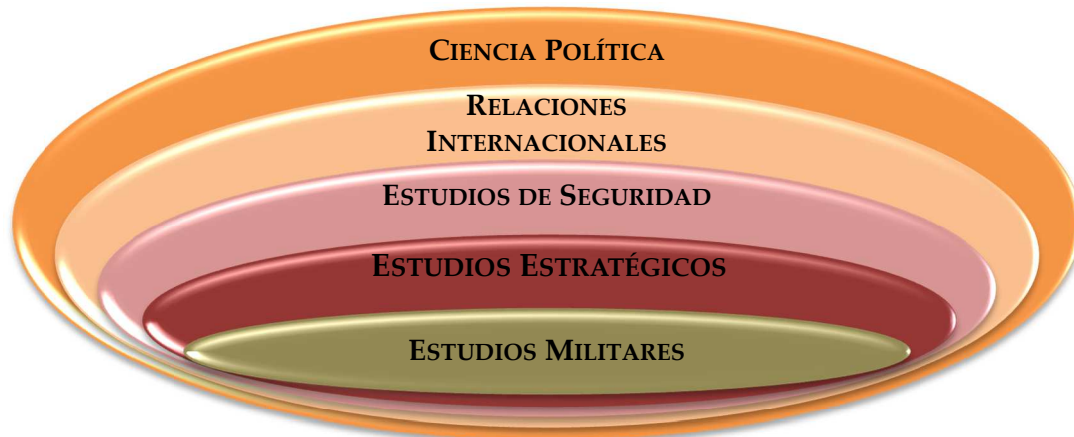 CIENCIA POLÍTICA
RELACIONES
INTERNACIONALES
ESTUDIOS DE SEGURIDAD
ESTUDIOS ESTRATÉGICOS
ESTUDIOS MILITARES